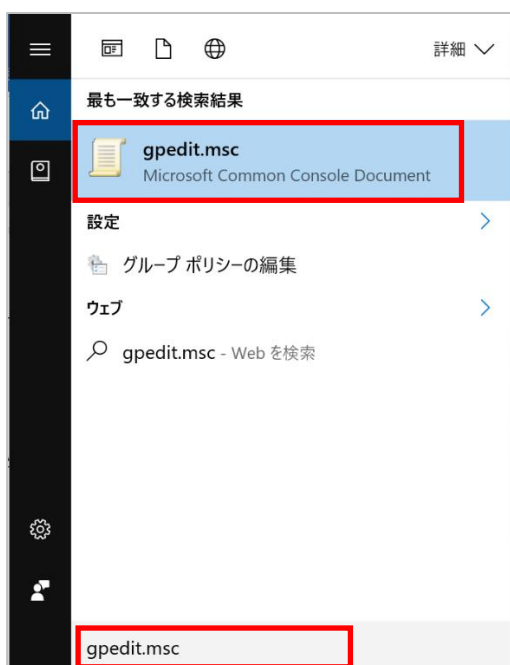 詳細
最も一致する検索結果
gpedit.msc
Microsoft Common Console Document
設定
グループ ポリシーの編集
ウェブ
gpedit.msc - Web を検索
gpedit.msc